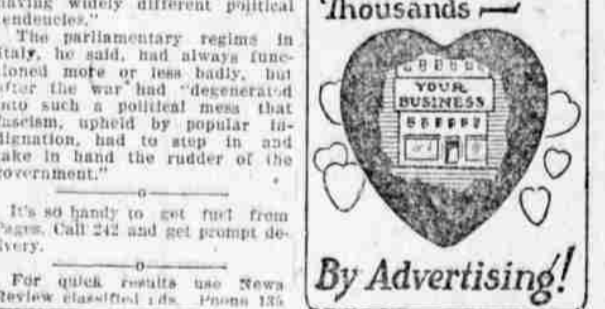 having widely different political
tendencies."
The parliamentary regime in
Italy, he said, had always func-
tioned more or less badly, but
after the war had "degenerated
into such a political mess that
fascism, upheld by popular in-
dignation, had to step in and
take in hand the rudder of the
government."
It's so handy to get fuel from
Pages. Call 242 and get prompt de-
livery.
For quick results use News
Review classified ads. Phone 135
Thousands —
YOUR
BUSINESS
By Advertising!